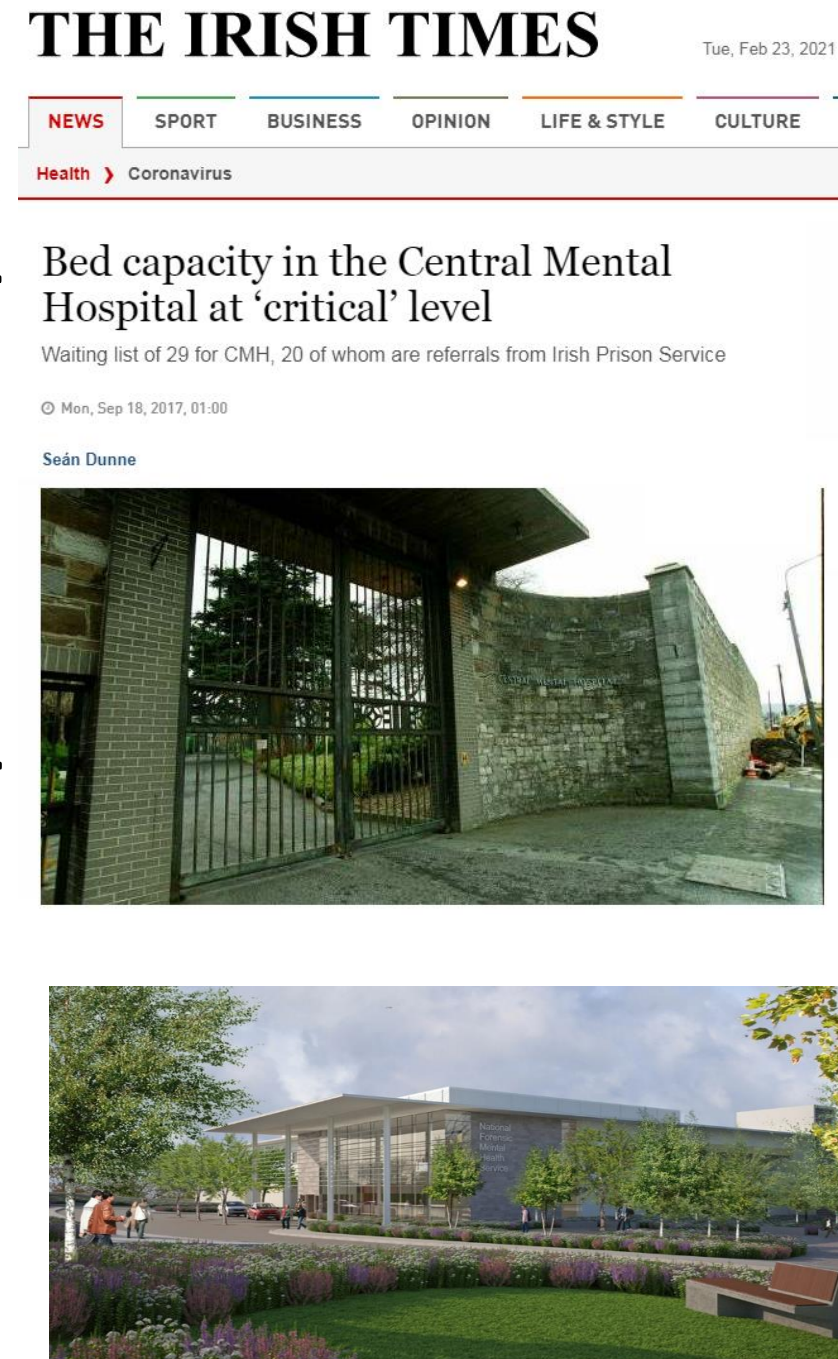 THE IRISH TIMES
Tue, Feb 23, 2021
NEWS SPORT BUSINESS OPINION LIFE & STYLE CULTURE
Health ❯ Coronavirus
Bed capacity in the Central Mental
Hospital at ‘critical’ level
Waiting list of 29 for CMH, 20 of whom are referrals from Irish Prison Service
Mon, Sep 18, 2017, 01:00
Seán Dunne
CENTRAL MENTAL HOSPITAL
National
Forensic
Mental
Health
Service